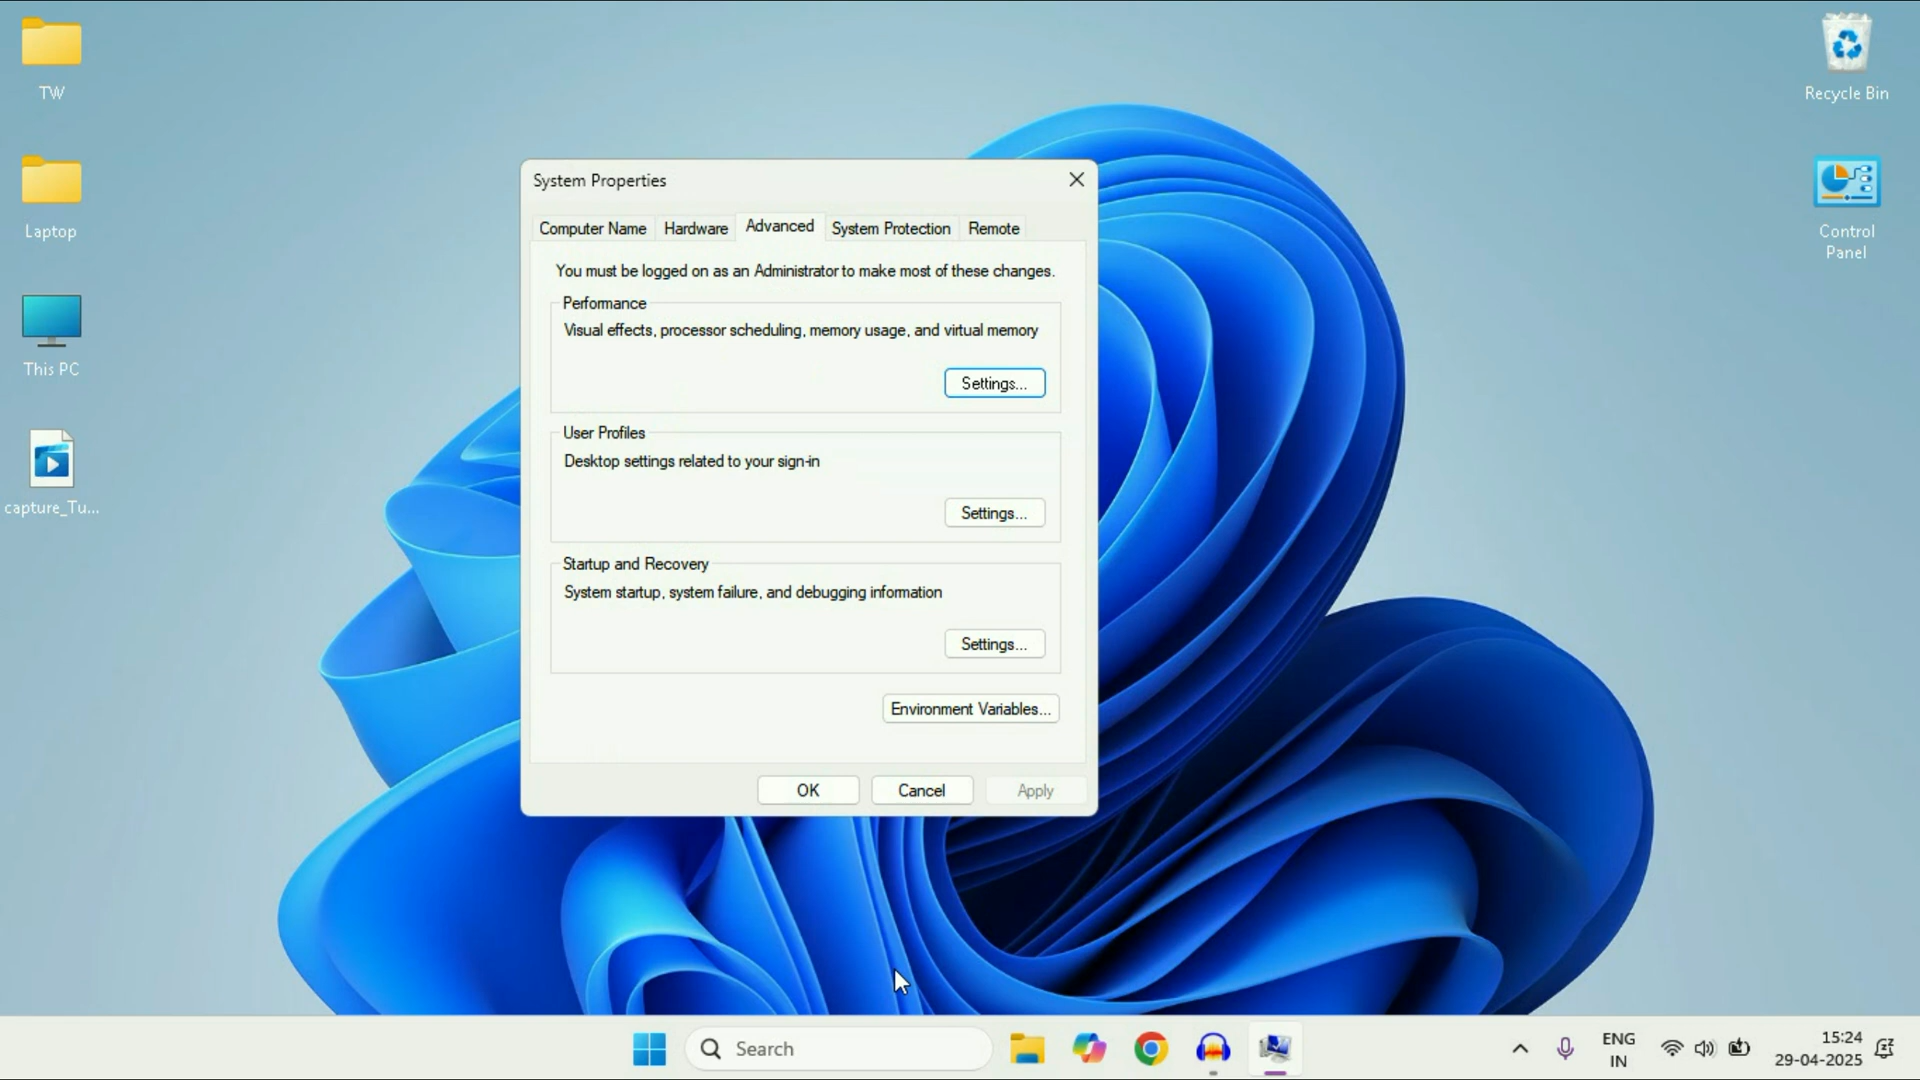 TW
Laptop
This PC
capture_Tu...
Recycle Bin
Control
Panel
System Properties
Computer Name
Hardware
Advanced
System Protection
Remote
You must be logged on as an Administrator to make most of these changes.
Performance
Visual effects, processor scheduling, memory usage, and virtual memory
Settings...
User Profiles
Desktop settings related to your sign-in
Settings...
Startup and Recovery
System startup, system failure, and debugging information
Settings...
Environment Variables...
OK
Cancel
Apply
Search
ENG
IN
15:24
29-04-2025